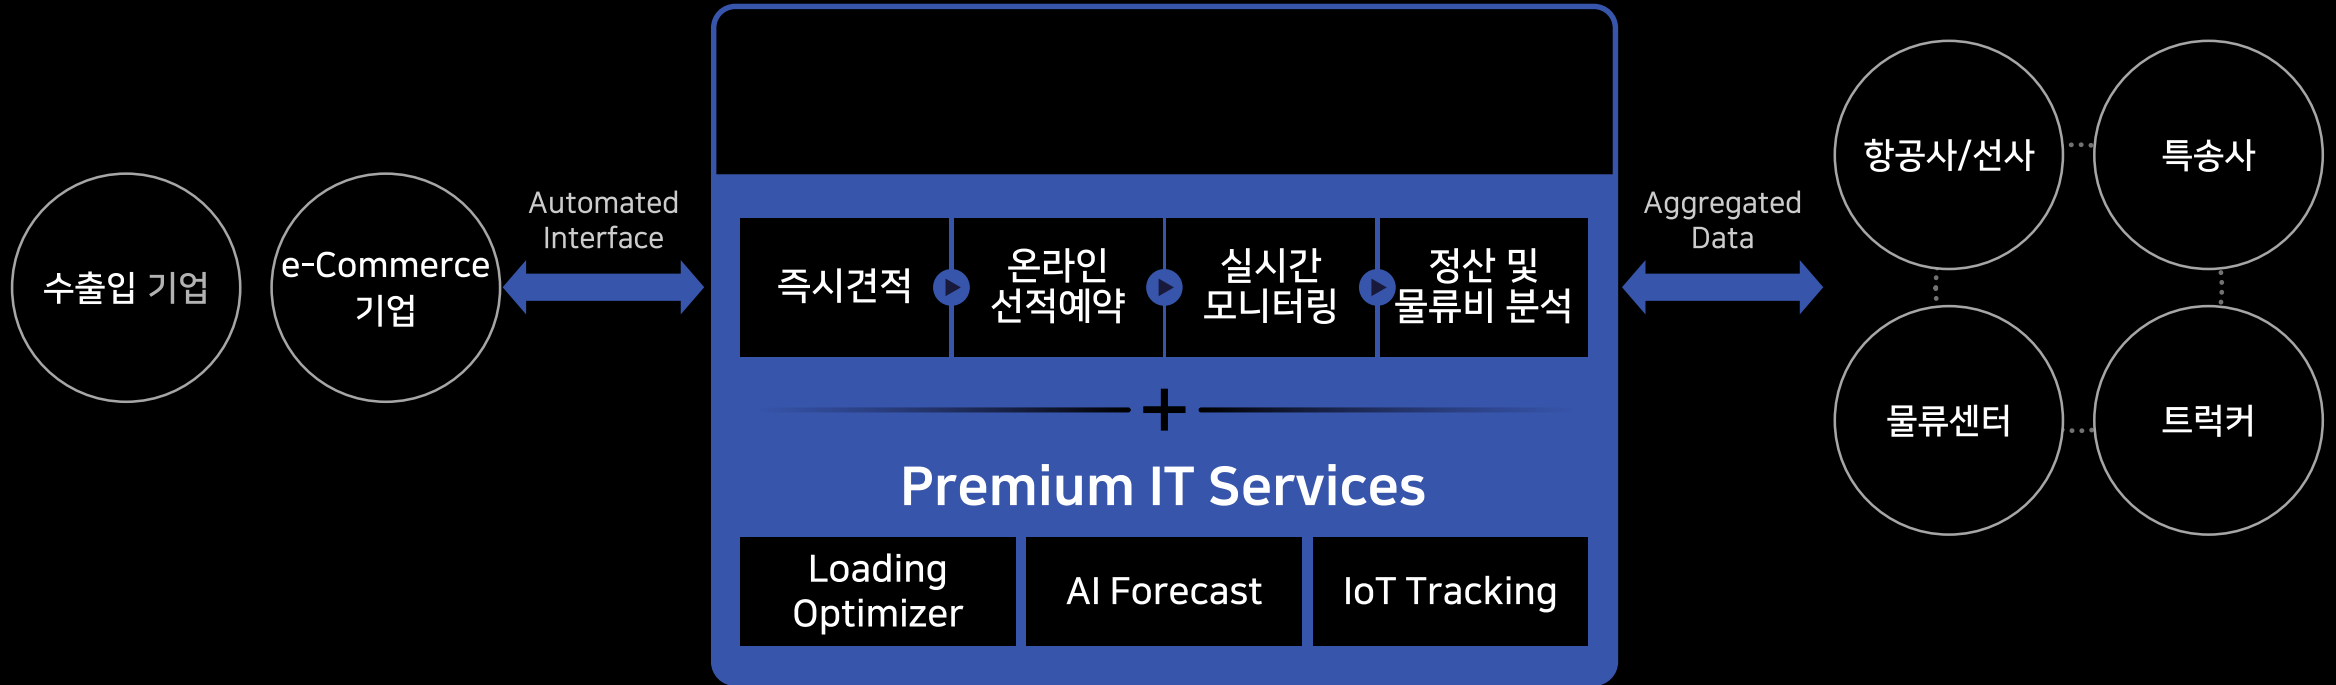 수출입 기업
e-Commerce
기업
Automated
Interface
즉시견적
온라인
선적예약
실시간
모니터링
정산 및
물류비 분석
Premium IT Services
Loading
Optimizer
AI Forecast
IoT Tracking
Aggregated
Data
항공사/선사
특송사
물류센터
트럭커